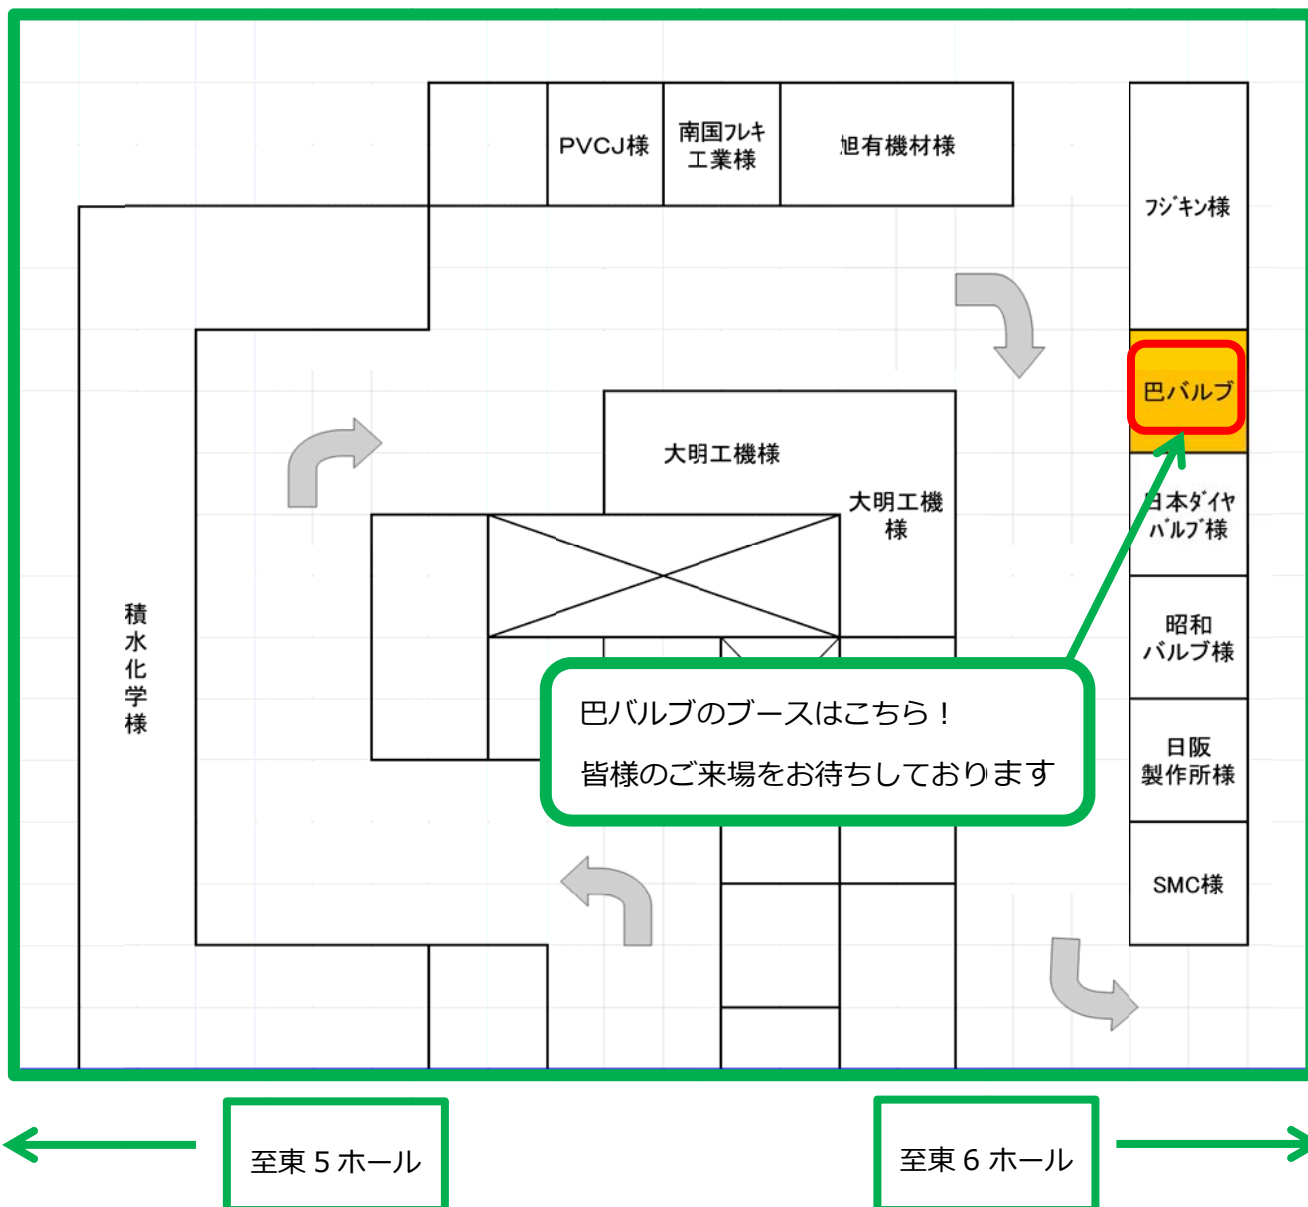 PVCJ様
南国フレキ
工業様
旭有機材様
フジキン様
巴バルブ
大明工機様
大明工機
様
日本ダイヤ
バルブ様
積水化学様
昭和
バルブ様
巴バルブのブースはこちら！
皆様のご来場をお待ちしております
日阪
製作所様
SMC様
至東5ホール
至東6ホール